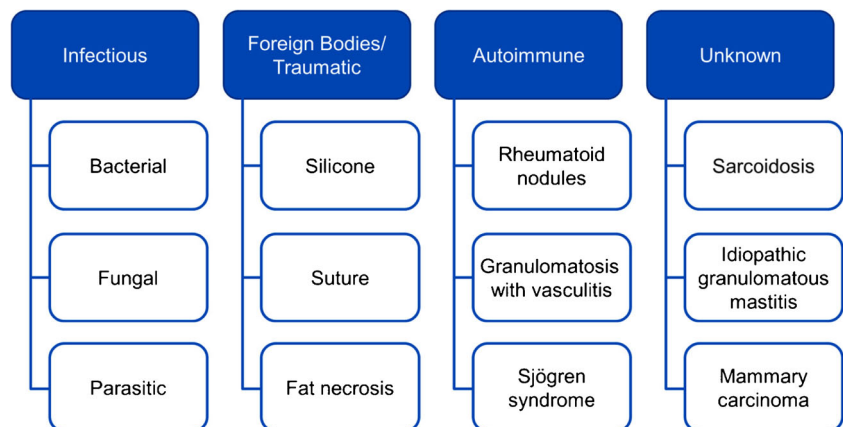 Infectious
Bacterial
Fungal
Parasitic
Foreign Bodies/
Traumatic
Silicone
Suture
Fat necrosis
Autoimmune
Rheumatoid
nodules
Granulomatosis
with vasculitis
Sjögren
syndrome
Unknown
Sarcoidosis
Idiopathic
granulomatous
mastitis
Mammary
carcinoma